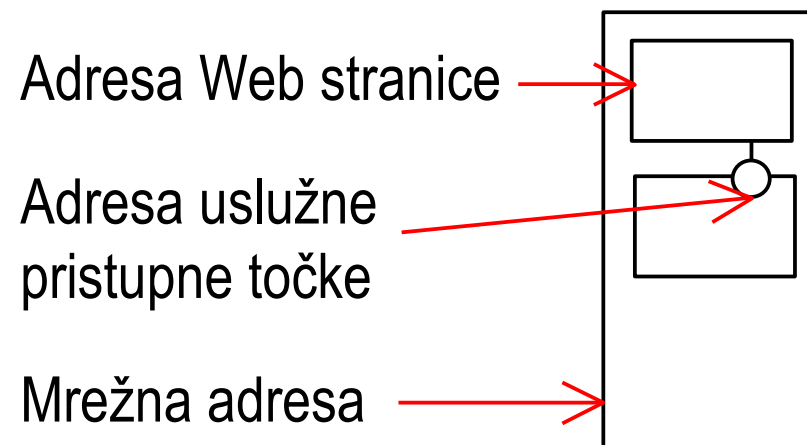 Adresa Web stranice
Adresa uslužne
pristupne točke
Mrežna adresa